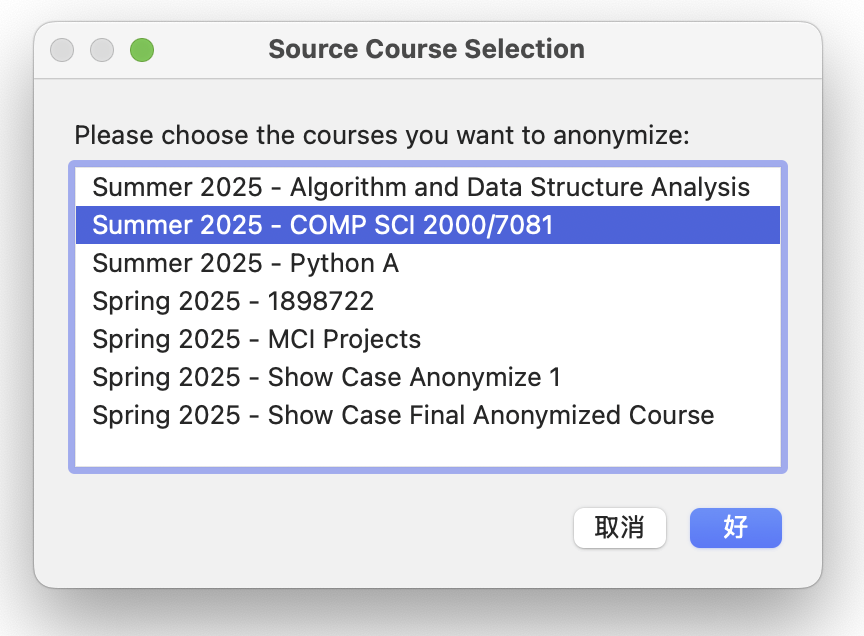 Source Course Selection
Please choose the courses you want to anonymize:
Summer 2025 - Algorithm and Data Structure Analysis
Summer 2025 - COMP SCI 2000/7081
Summer 2025 - Python A
Spring 2025 - 1898722
Spring 2025 - MCI Projects
Spring 2025 - Show Case Anonymize 1
Spring 2025 - Show Case Final Anonymized Course
取消 好